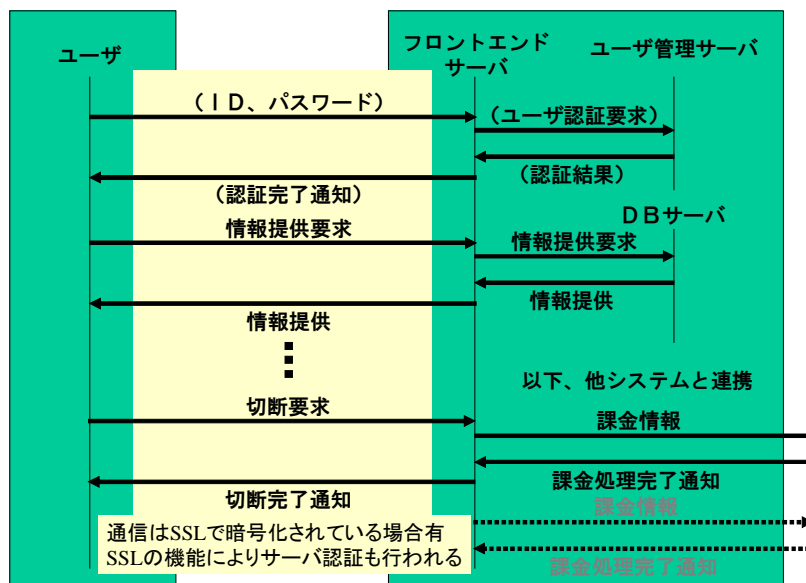 ユーザ
フロントエンド
サーバ
ユーザ管理サーバ
(ID、パスワード)
(ユーザ認証要求)
(認証結果)
(認証完了通知)
DBサーバ
情報提供要求
情報提供要求
情報提供
情報提供
以下、他システムと連携
切断要求
課金情報
課金処理完了通知
切断完了通知
課金情報
通信はSSLで暗号化されている場合有
SSLの機能によりサーバ認証も行われる
課金処理完了通知